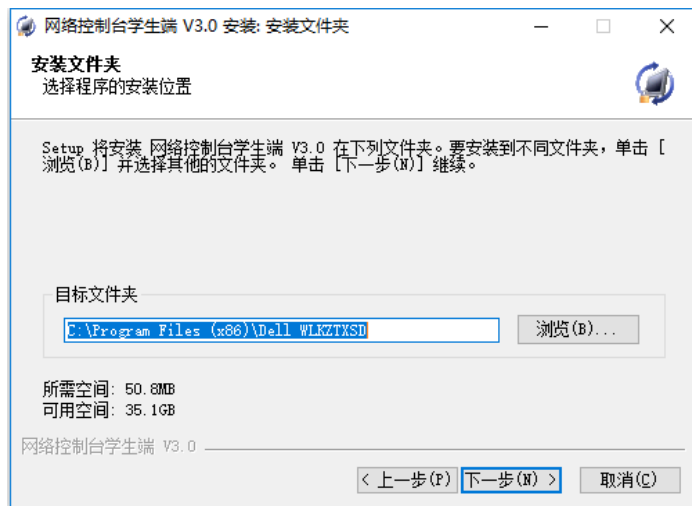 网络控制台学生端 V3.0 安装: 安装文件夹
安装文件夹
选择程序的安装位置
Setup 将安装 网络控制台学生端 V3.0 在下列文件夹。要安装到不同文件夹，单击 [
浏览(B)] 并选择其他的文件夹。 单击 [下一步(N)] 继续。
目标文件夹
C:\Program Files (x86)\Dell WLKZTXSD
浏览(B)...
所需空间: 50.8MB
可用空间: 35.1GB
网络控制台学生端 V3.0
< 上一步(P) 下一步(N) > 取消(C)